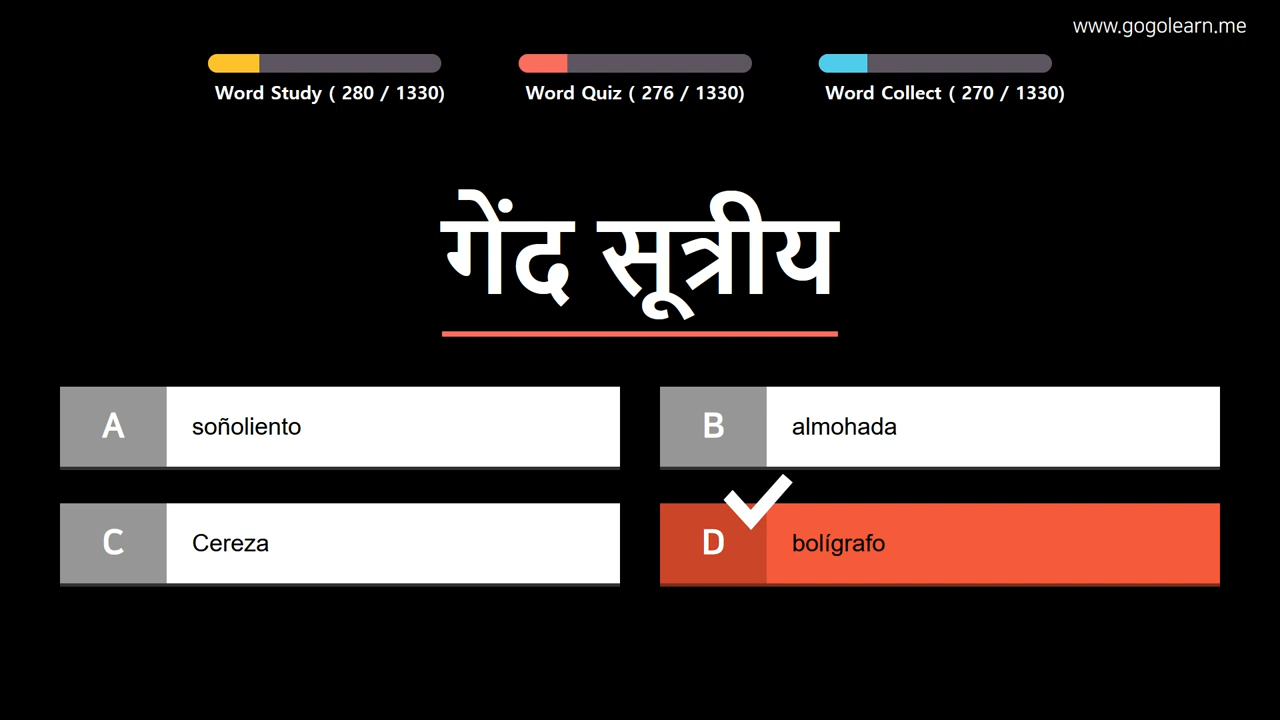 www.gogolearn.me
Word Study ( 280 / 1330)
Word Quiz ( 276 / 1330)
Word Collect ( 270 / 1330)
गेंद सूत्रीय
A soñoliento
B almohada
C Cereza
D bolígrafo